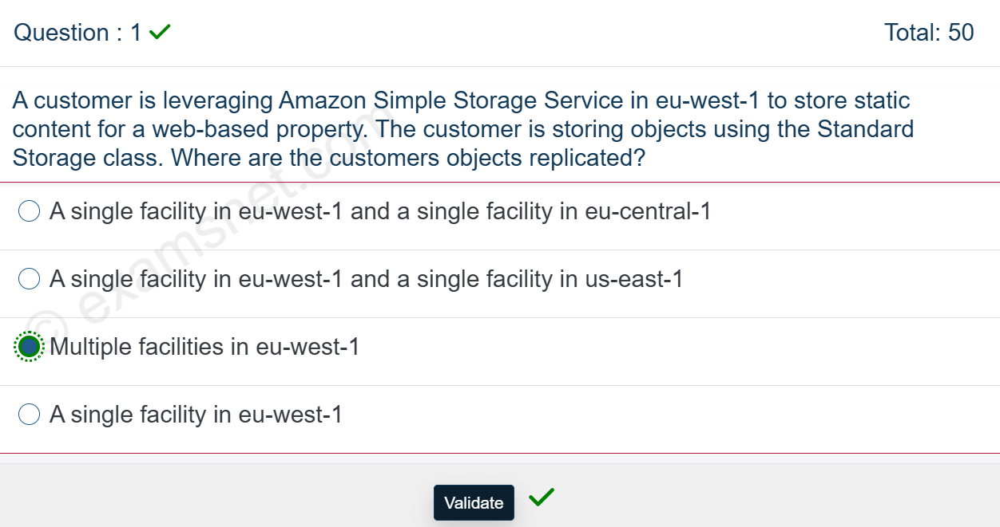 Question : 1
Total: 50
A customer is leveraging Amazon Simple Storage Service in eu-west-1 to store static
content for a web-based property. The customer is storing objects using the Standard
Storage class. Where are the customers objects replicated?
A single facility in eu-west-1 and a single facility in eu-central-1
A single facility in eu-west-1 and a single facility in us-east-1
Multiple facilities in eu-west-1
A single facility in eu-west-1
Validate
© examsnet.com